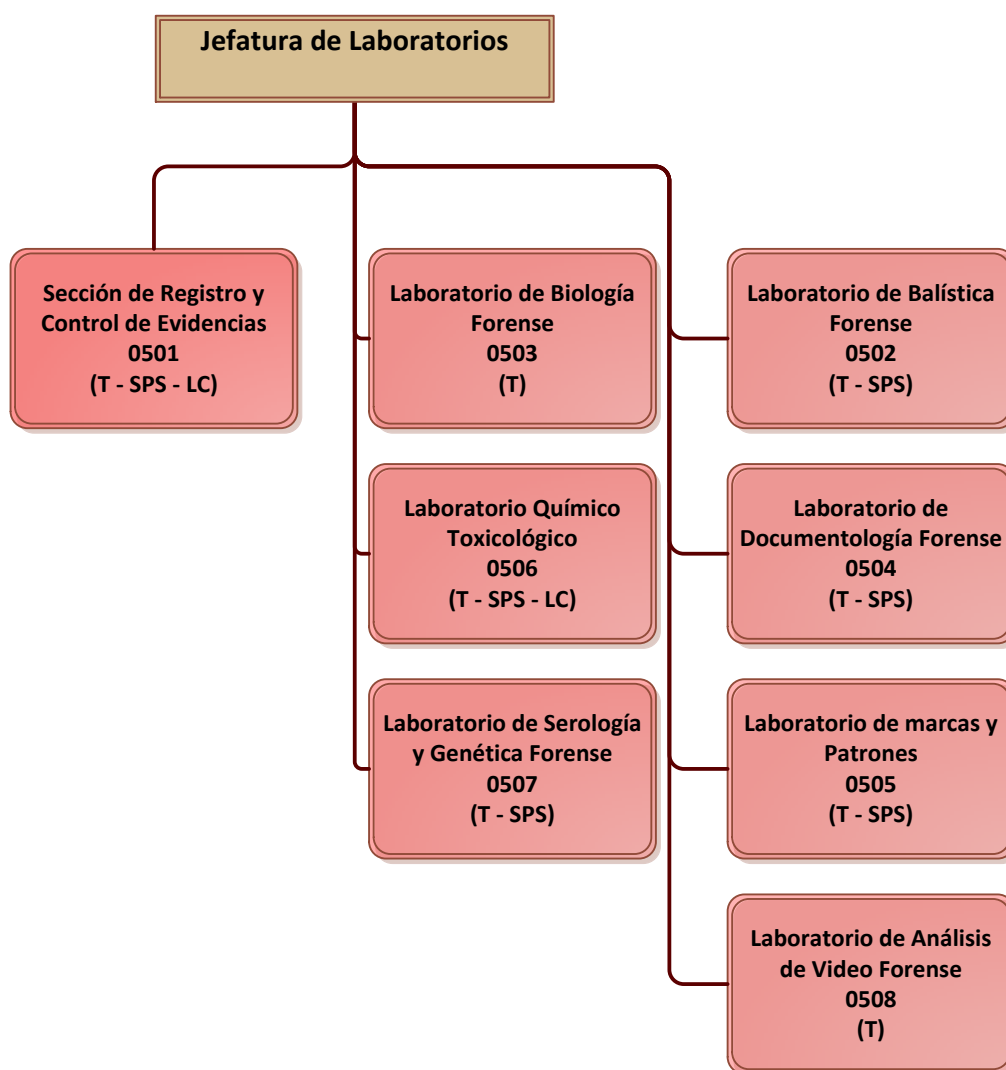 Jefatura de Laboratorios
Sección de Registro y
Control de Evidencias
0501
(T - SPS - LC)
Laboratorio de Biología
Forense
0503
(T)
Laboratorio de Balística
Forense
0502
(T - SPS)
Laboratorio Químico
Toxicológico
0506
(T - SPS - LC)
Laboratorio de
Documentología Forense
0504
(T - SPS)
Laboratorio de Serología
y Genética Forense
0507
(T - SPS)
Laboratorio de marcas y
Patrones
0505
(T - SPS)
Laboratorio de Análisis
de Video Forense
0508
(T)